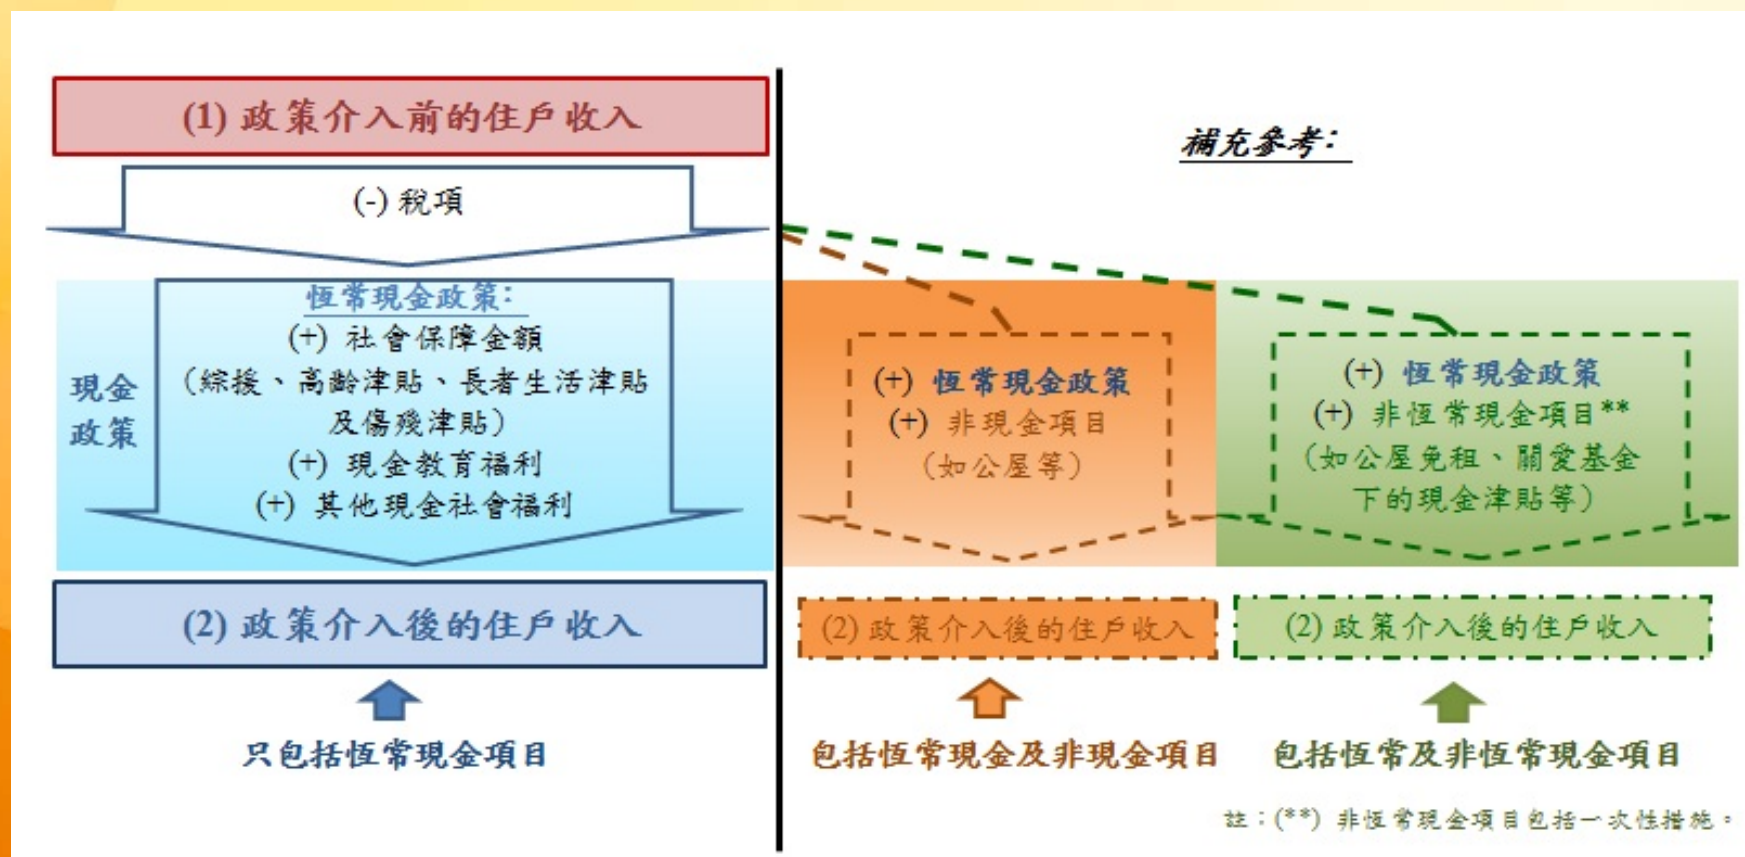 (1) 政策介入前的住戶收入
(-) 稅項
現金
政策
恆常現金政策：
(+) 社會保障金額
（綜援、高齡津貼、長者生活津貼
及傷殘津貼）
(+) 現金教育福利
(+) 其他現金社會福利
(2) 政策介入後的住戶收入
只包括恆常現金項目
補充參考：
(+) 恆常現金政策
(+) 非現金項目
（如公屋等）
(2) 政策介入後的住戶收入
包括恆常現金及非現金項目
(+) 恆常現金政策
(+) 非恆常現金項目**
（如公屋免租、關愛基金
下的現金津貼等）
(2) 政策介入後的住戶收入
包括恆常及非恆常現金項目
註：(**) 非恆常現金項目包括一次性措施。